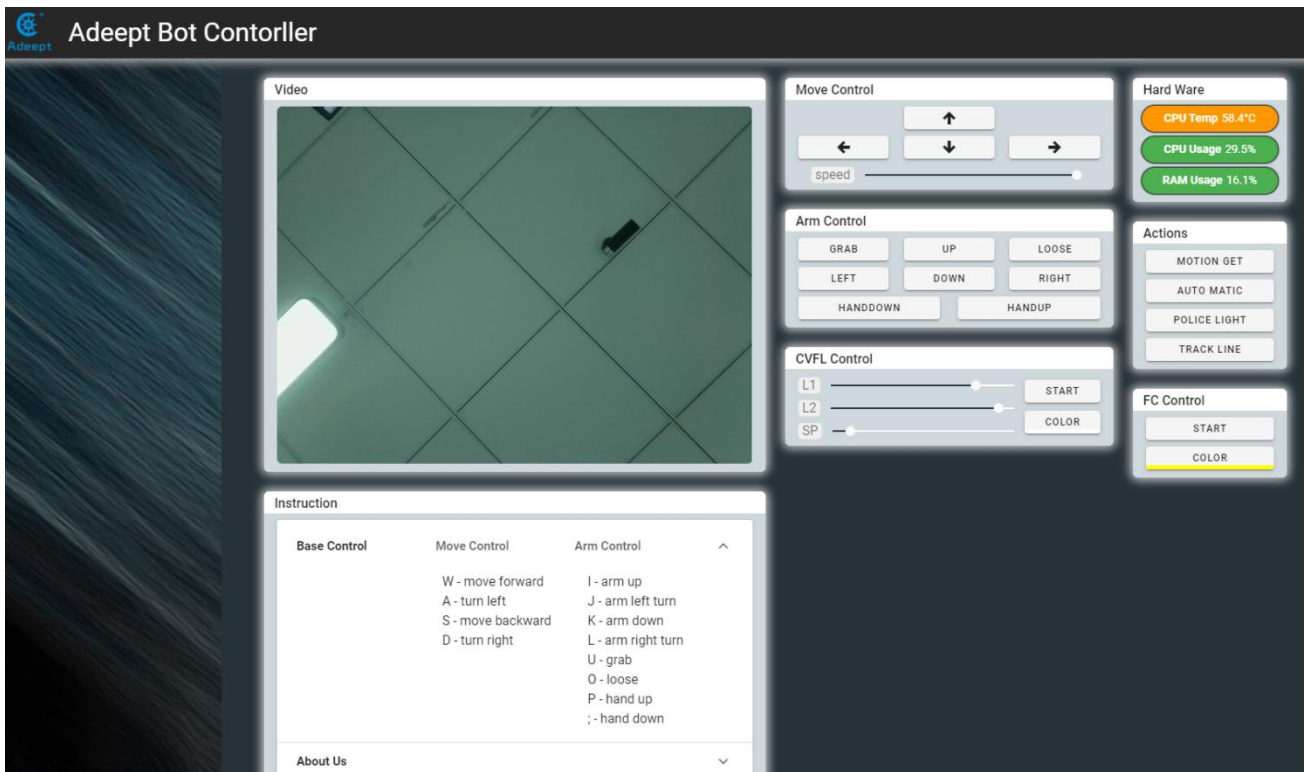 Adeept
Adeept Bot Contorller
Video
Move Control
speed
Arm Control
GRAB UP LOOSE
LEFT DOWN RIGHT
HANDDOWN HANDUP
CVFL Control
L1
START
L2
COLOR
SP
Hard Ware
CPU Temp 58.4°C
CPU Usage 29.5%
RAM Usage 16.1%
Actions
MOTION GET
AUTO MATIC
POLICE LIGHT
TRACK LINE
FC Control
START
COLOR
Instruction
Base Control Move Control Arm Control
W - move forward I - arm up
A - turn left J - arm left turn
S - move backward K - arm down
D - turn right L - arm right turn
U - grab
O - loose
P - hand up
; - hand down
About Us